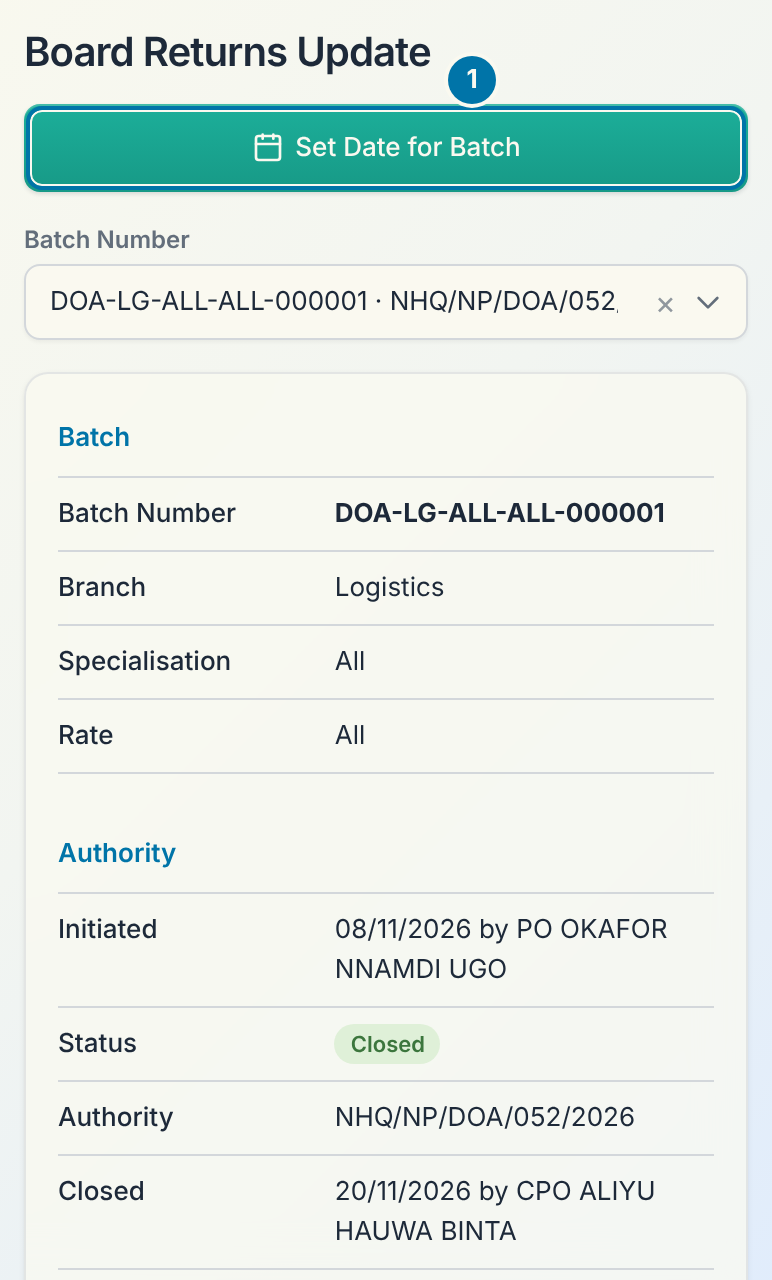 Board Returns Update
1
Set Date for Batch
Batch Number
DOA-LG-ALL-ALL-000001 · NHQ/NP/DOA/052
Batch
Batch Number DOA-LG-ALL-ALL-000001
Branch Logistics
Specialisation All
Rate All
Authority
Initiated 08/11/2026 by PO OKAFOR
NNAMDI UGO
Status Closed
Authority NHQ/NP/DOA/052/2026
Closed 20/11/2026 by CPO ALIYU
HAUWA BINTA